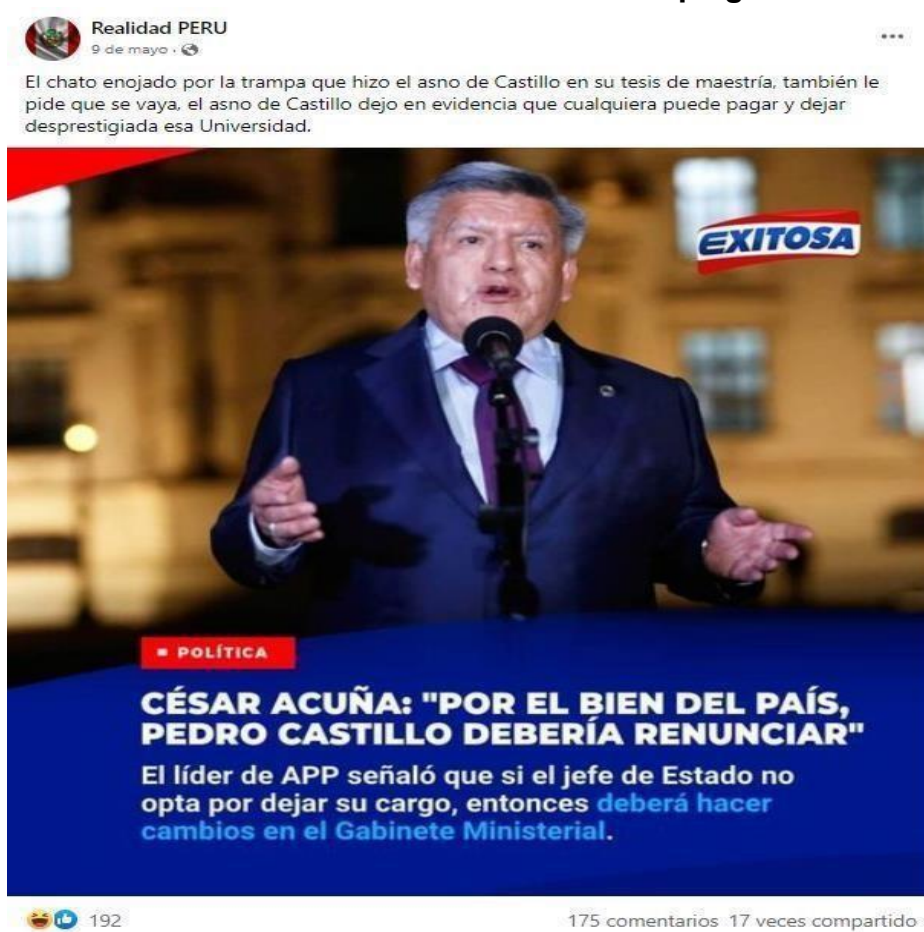 Realidad PERU
9 de mayo ·
El chato enojado por la trampa que hizo el asno de Castillo en su tesis de maestría, también le
pide que se vaya, el asno de Castillo dejo en evidencia que cualquiera puede pagar y dejar
desprestigiada esa Universidad.
EXITOSA
POLÍTICA
CÉSAR ACUÑA: "POR EL BIEN DEL PAÍS,
PEDRO CASTILLO DEBERÍA RENUNCIAR"
El líder de APP señaló que si el jefe de Estado no
opta por dejar su cargo, entonces deberá hacer
cambios en el Gabinete Ministerial.
192
175 comentarios 17 veces compartido